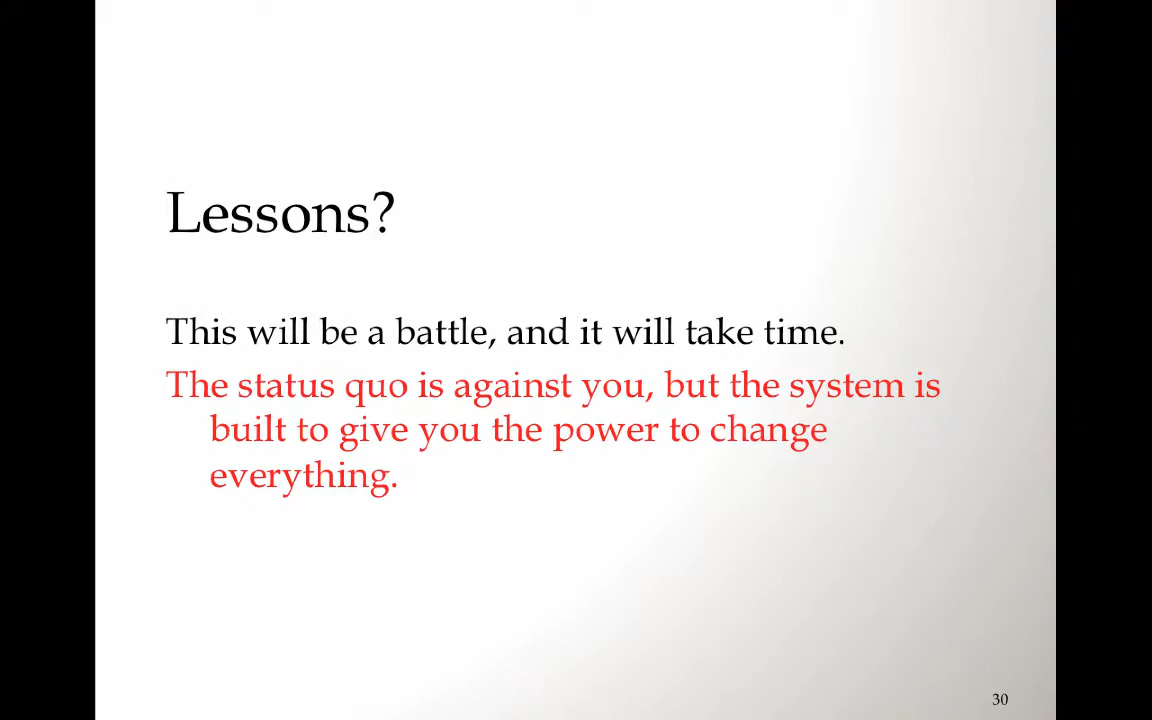 Lessons?
This will be a battle, and it will take time.
The status quo is against you, but the system is
built to give you the power to change
everything.
30